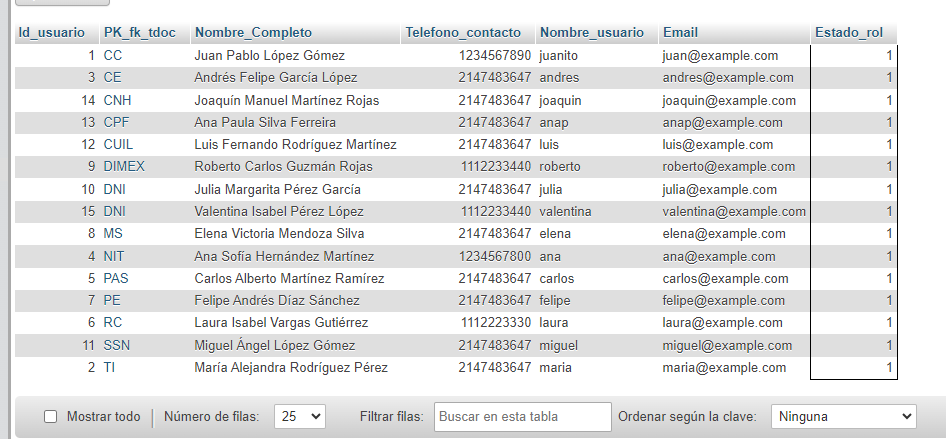 Id_usuario PK_fk_tdoc Nombre_Completo Telefono_contacto Nombre_usuario Email Estado_rol
1 CC Juan Pablo López Gómez 1234567890 juanito juan@example.com 1
3 CE Andrés Felipe García López 2147483647 andres andres@example.com 1
14 CNH Joaquín Manuel Martínez Rojas 2147483647 joaquin joaquin@example.com 1
13 CPF Ana Paula Silva Ferreira 2147483647 anap anap@example.com 1
12 CUIL Luis Fernando Rodríguez Martínez 2147483647 luis luis@example.com 1
9 DIMEX Roberto Carlos Guzmán Rojas 1112233440 roberto roberto@example.com 1
10 DNI Julia Margarita Pérez García 2147483647 julia julia@example.com 1
15 DNI Valentina Isabel Pérez López 1112233440 valentina valentina@example.com 1
8 MS Elena Victoria Mendoza Silva 2147483647 elena elena@example.com 1
4 NIT Ana Sofía Hernández Martínez 1234567800 ana ana@example.com 1
5 PAS Carlos Alberto Martínez Ramírez 2147483647 carlos carlos@example.com 1
7 PE Felipe Andrés Díaz Sánchez 2147483647 felipe felipe@example.com 1
6 RC Laura Isabel Vargas Gutiérrez 1112223330 laura laura@example.com 1
11 SSN Miguel Ángel López Gómez 2147483647 miguel miguel@example.com 1
2 TI María Alejandra Rodríguez Pérez 2147483647 maria maria@example.com 1
Mostrar todo Número de filas: 25 Filtrar filas: Buscar en esta tabla Ordenar según la clave: Ninguna